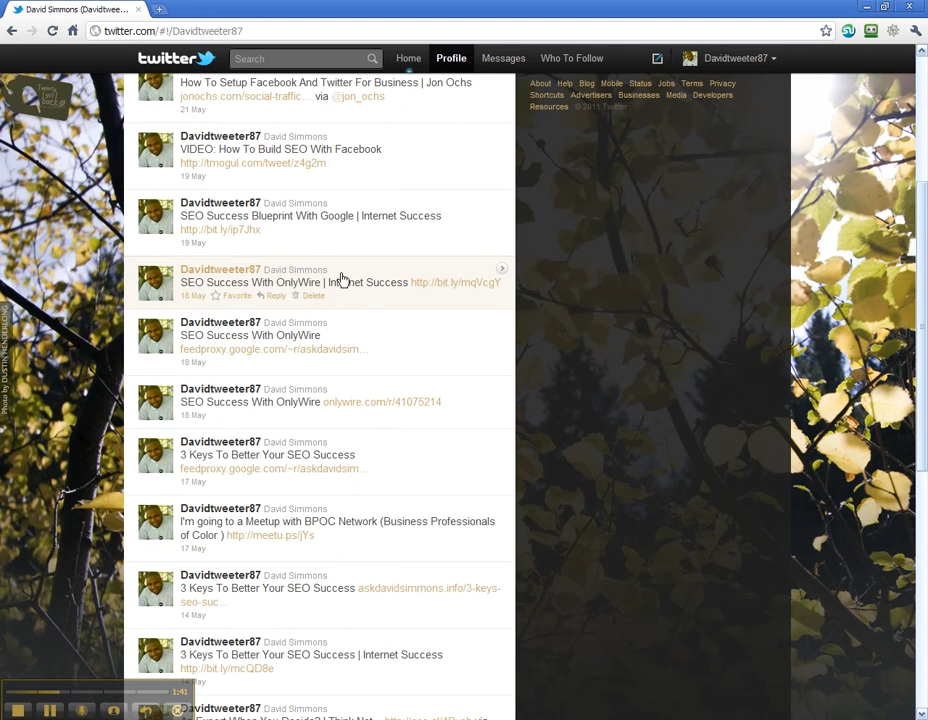 David Simmons (Davidtwee...
twitter.com/#!/Davidtweeter87
twitter
Search
Home
Profile
Messages
Who To Follow
Davidtweeter87
How To Setup Facebook And Twitter For Business | Jon Ochs
jonochs.com/social-traffic... via @jon_ochs
21 May
Davidtweeter87 David Simmons
VIDEO: How To Build SEO With Facebook
http://tmogul.com/tweet/z4g2m
19 May
Davidtweeter87 David Simmons
SEO Success Blueprint With Google | Internet Success
http://bit.ly/ip7Jhx
19 May
Davidtweeter87 David Simmons
SEO Success With OnlyWire | Internet Success http://bit.ly/mqVcgY
18 May Favorite Reply Delete
Davidtweeter87 David Simmons
SEO Success With OnlyWire
feedproxy.google.com/~r/askdavidsim...
18 May
Davidtweeter87 David Simmons
SEO Success With OnlyWire onlywire.com/r/41075214
18 May
Davidtweeter87 David Simmons
3 Keys To Better Your SEO Success
feedproxy.google.com/~r/askdavidsim...
17 May
Davidtweeter87 David Simmons
I'm going to a Meetup with BPOC Network (Business Professionals
of Color ) http://meetu.ps/jYs
17 May
Davidtweeter87 David Simmons
3 Keys To Better Your SEO Success askdavidsimmons.info/3-keys-
seo-suc...
14 May
Davidtweeter87 David Simmons
3 Keys To Better Your SEO Success | Internet Success
http://bit.ly/mcQD8e
May
Davidtweeter87 David Simmons
1:41
About Help Blog Mobile Status Jobs Terms Privacy
Shortcuts Advertisers Businesses Media Developers
Resources © 2011 Twitter
Photo by DUSTIN HENDERLONG